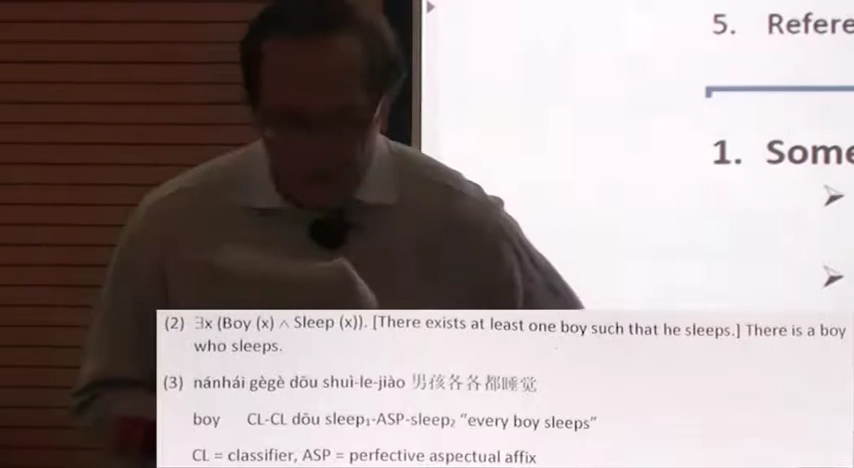 5. Refere
1. Some
(2) ∃x (Boy (x) ∧ Sleep (x)). [There exists at least one boy such that he sleeps.] There is a boy
who sleeps.
(3) nánhái gègè dōu shuì-le-jiào 男孩各各都睡觉
boy CL-CL dōu sleep₁-ASP-sleep₂ "every boy sleeps"
CL = classifier, ASP = perfective aspectual affix